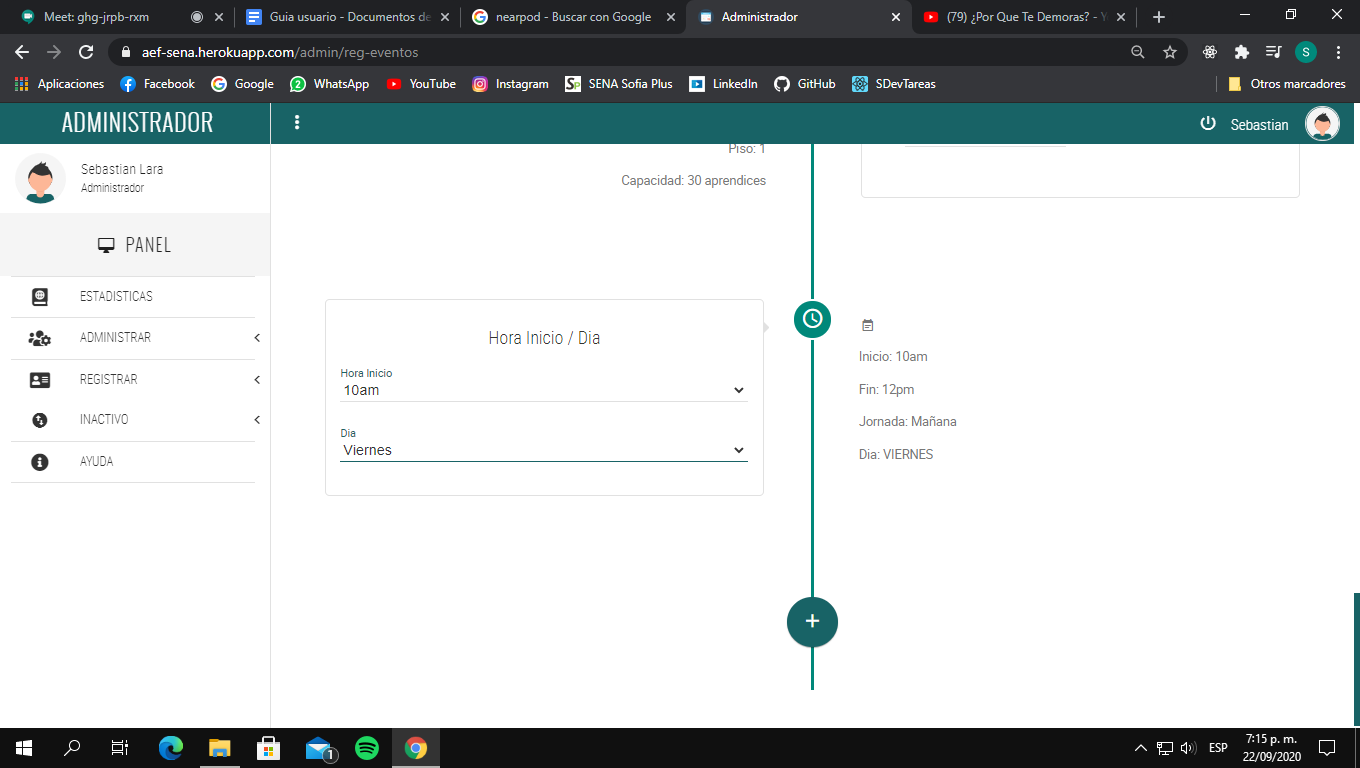 Meet: ghg-jrpb-rxm
Guia usuario - Documentos de
nearpod - Buscar con Google
Administrador
(79) ¿Por Que Te Demoras? - Y
aef-sena.herokuapp.com/admin/reg-eventos
S
Aplicaciones
Facebook
Google
WhatsApp
YouTube
Instagram
SENA Sofia Plus
LinkedIn
GitHub
SDevTareas
Otros marcadores
ADMINISTRADOR
Sebastian
Sebastian Lara
Administrador
PANEL
ESTADISTICAS
ADMINISTRAR
REGISTRAR
INACTIVO
AYUDA
Piso: 1
Capacidad: 30 aprendices
Hora Inicio / Dia
Hora Inicio
10am
Dia
Viernes
Inicio: 10am
Fin: 12pm
Jornada: Mañana
Dia: VIERNES
+
1
ESP
7:15 p. m.
22/09/2020